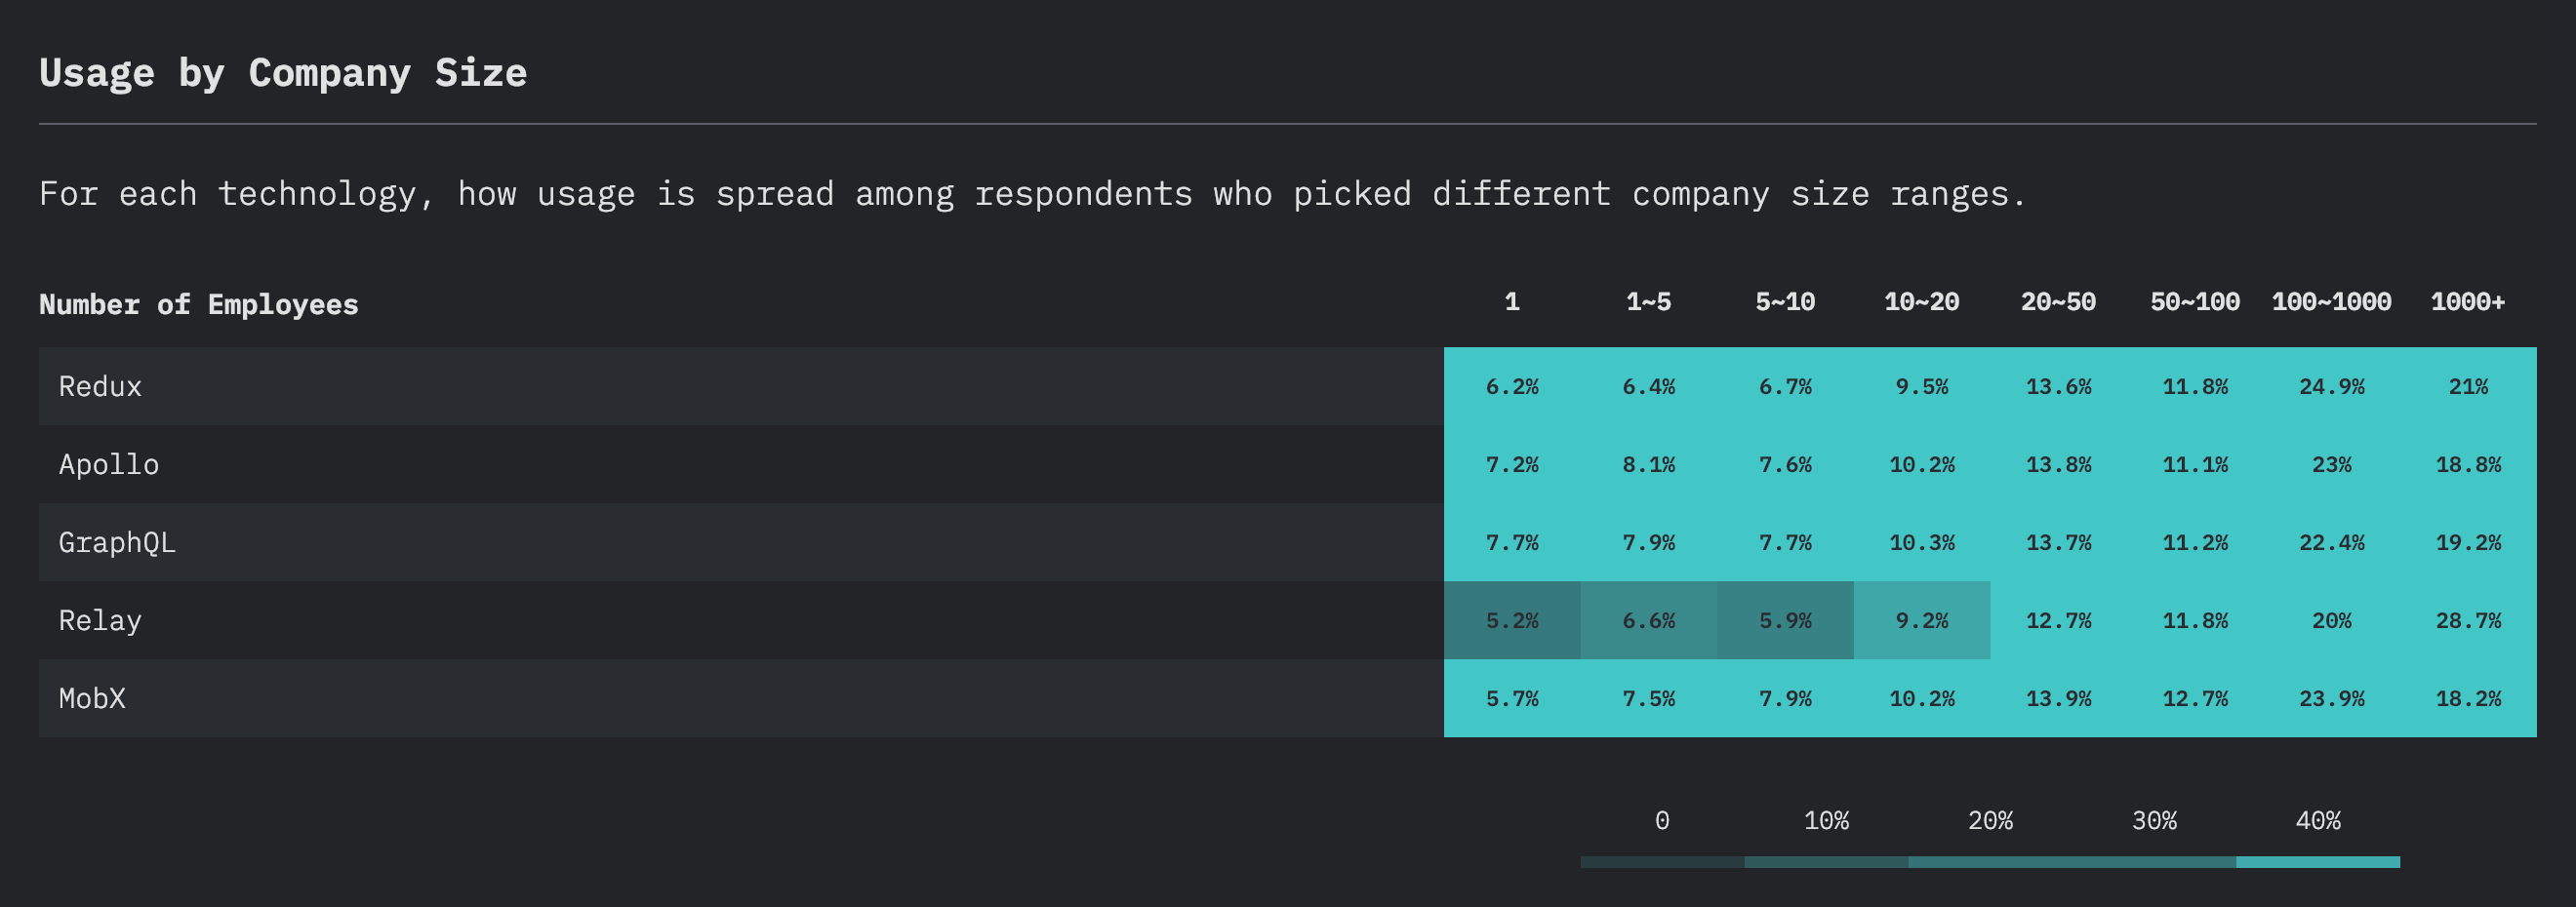 Usage by Company Size
For each technology, how usage is spread among respondents who picked different company size ranges.
Number of Employees 1 1~5 5~10 10~20 20~50 50~100 100~1000 1000+
Redux 6.2% 6.4% 6.7% 9.5% 13.6% 11.8% 24.9% 21%
Apollo 7.2% 8.1% 7.6% 10.2% 13.8% 11.1% 23% 18.8%
GraphQL 7.7% 7.9% 7.7% 10.3% 13.7% 11.2% 22.4% 19.2%
Relay 5.2% 6.6% 5.9% 9.2% 12.7% 11.8% 20% 28.7%
MobX 5.7% 7.5% 7.9% 10.2% 13.9% 12.7% 23.9% 18.2%
0 10% 20% 30% 40%